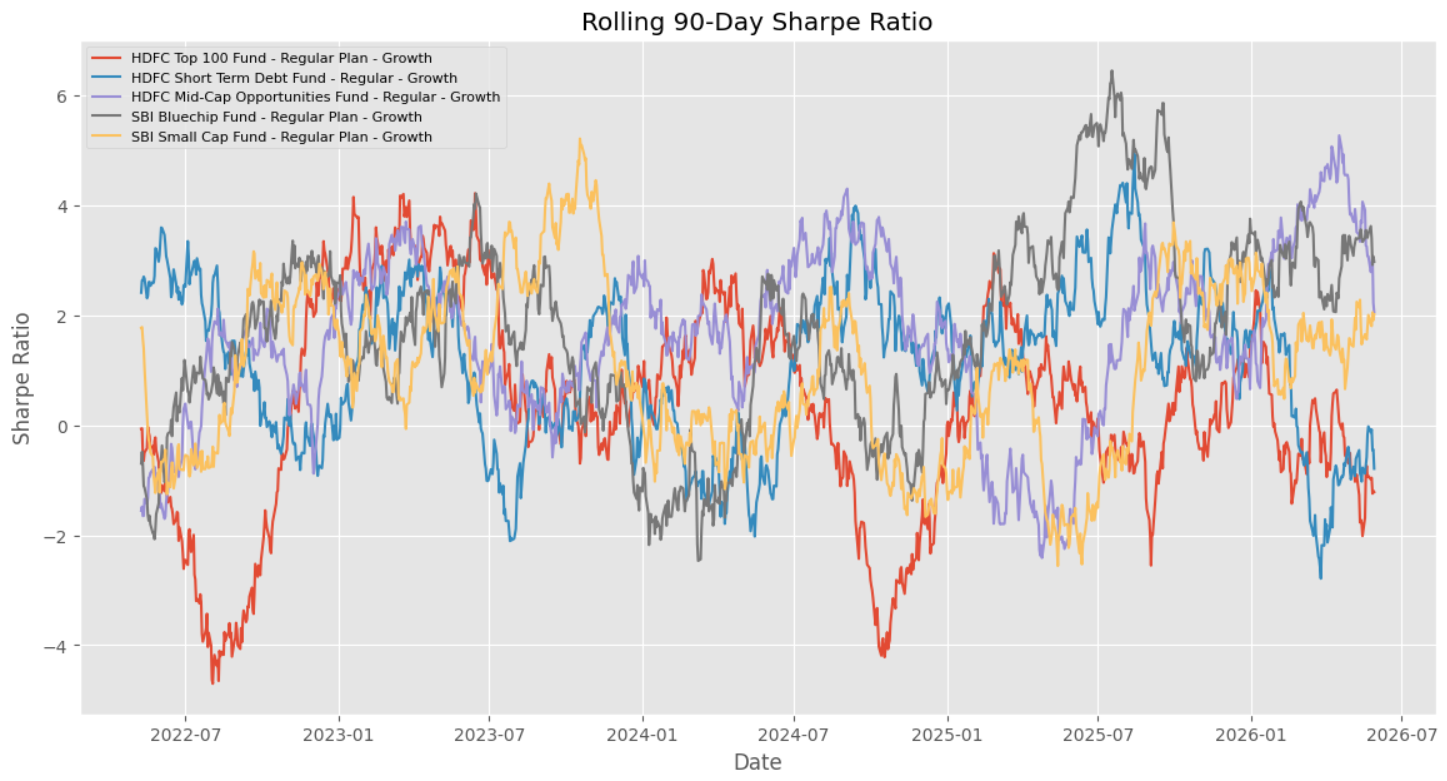 Rolling 90-Day Sharpe Ratio
HDFC Top 100 Fund - Regular Plan - Growth
HDFC Short Term Debt Fund - Regular - Growth
HDFC Mid-Cap Opportunities Fund - Regular - Growth
SBI Bluechip Fund - Regular Plan - Growth
SBI Small Cap Fund - Regular Plan - Growth
Sharpe Ratio
6
4
2
0
−2
−4
2022-07
2023-01
2023-07
2024-01
2024-07
2025-01
2025-07
2026-01
2026-07
Date